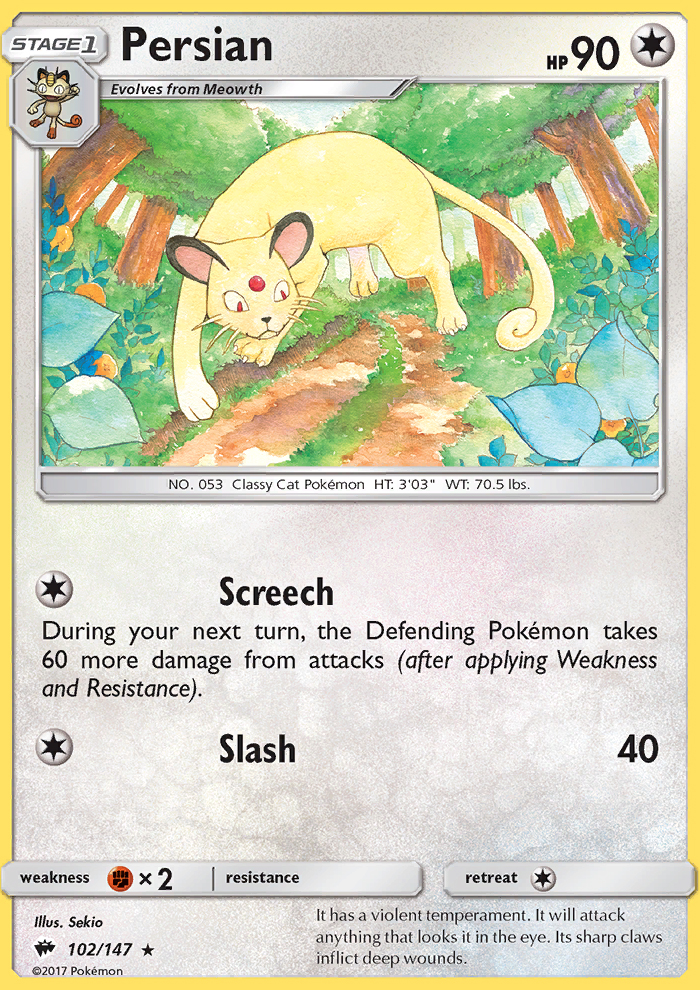 STAGE1
Persian
HP 90
Evolves from Meowth
NO. 053 Classy Cat Pokémon HT: 3'03" WT: 70.5 lbs.
Screech
During your next turn, the Defending Pokémon takes
60 more damage from attacks (after applying Weakness
and Resistance).
Slash 40
weakness ×2 resistance retreat
Illus. Sekio
102/147 ★
©2017 Pokémon
It has a violent temperament. It will attack
anything that looks it in the eye. Its sharp claws
inflict deep wounds.